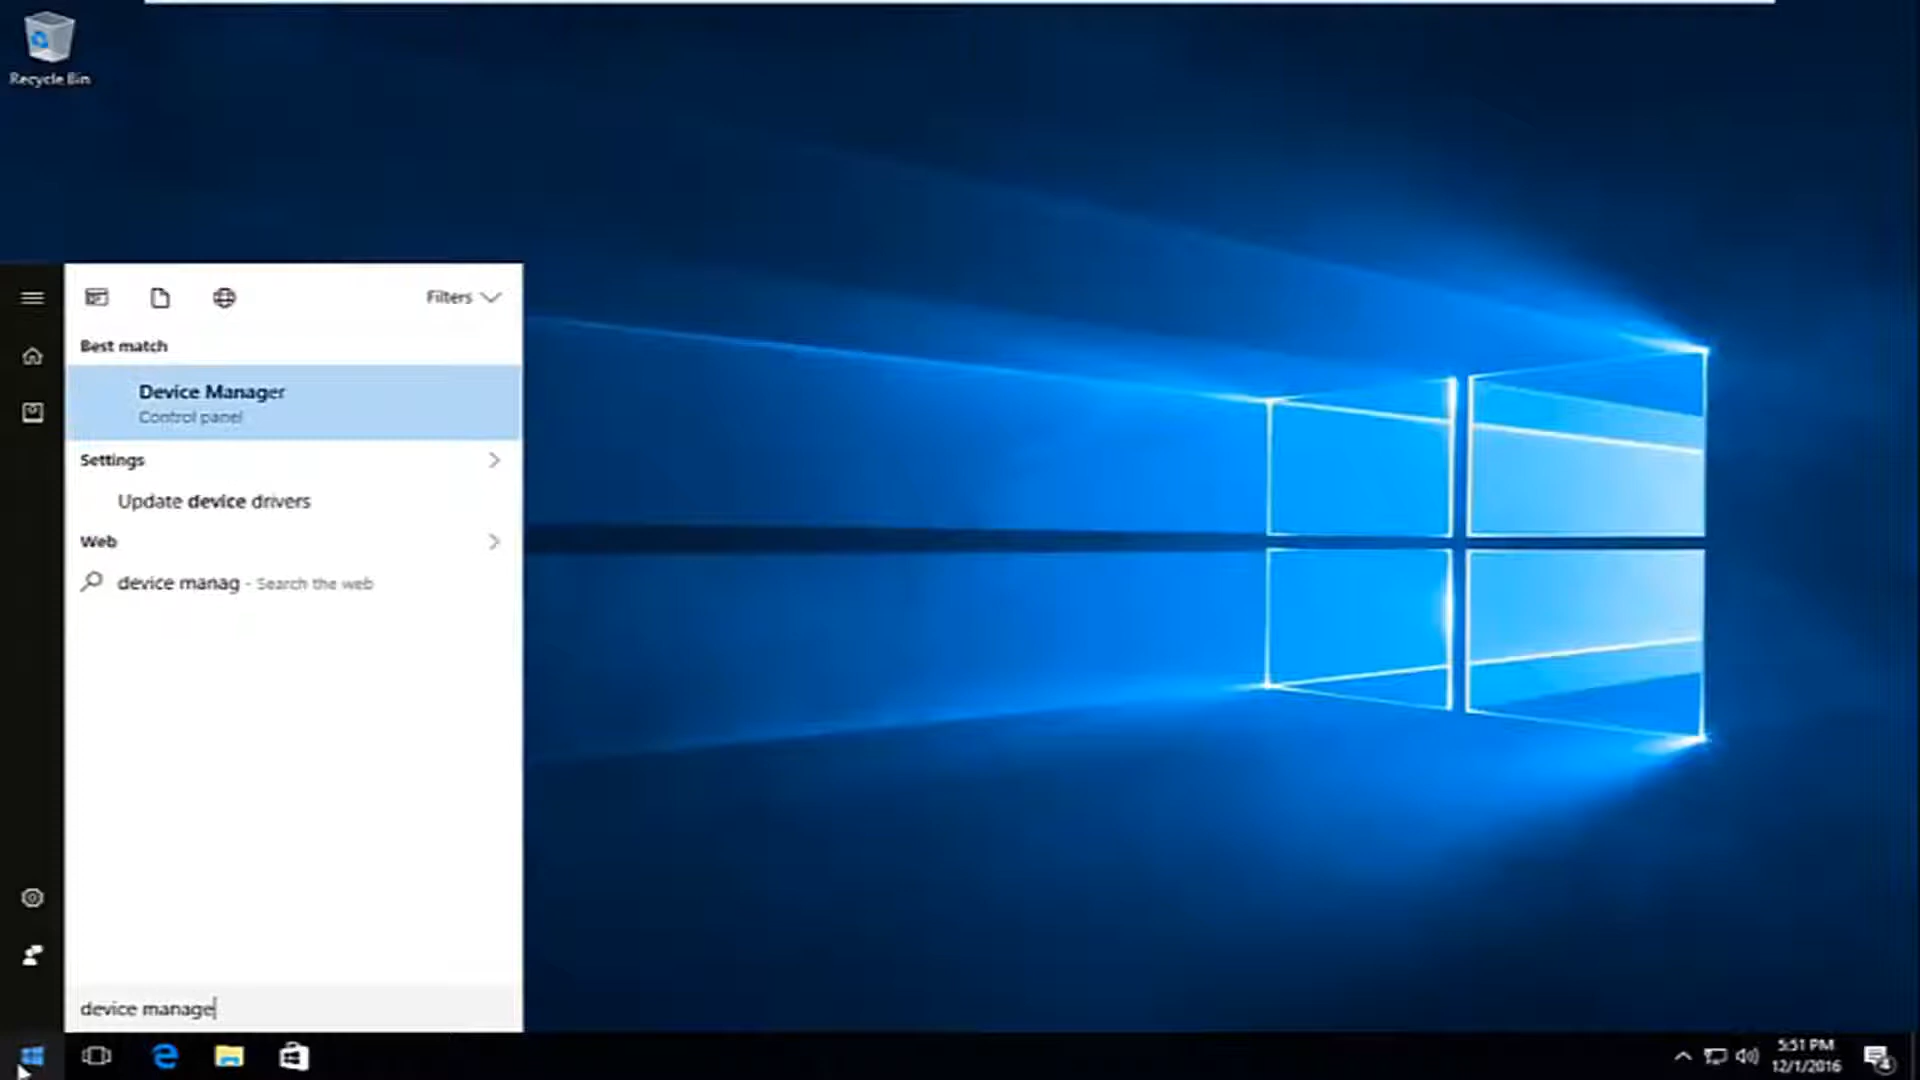 Recycle Bin
Filters
Best match
Device Manager
Control panel
Settings
Update device drivers
Web
device manag - Search the web
device manage
5:51 PM
12/1/2016
4